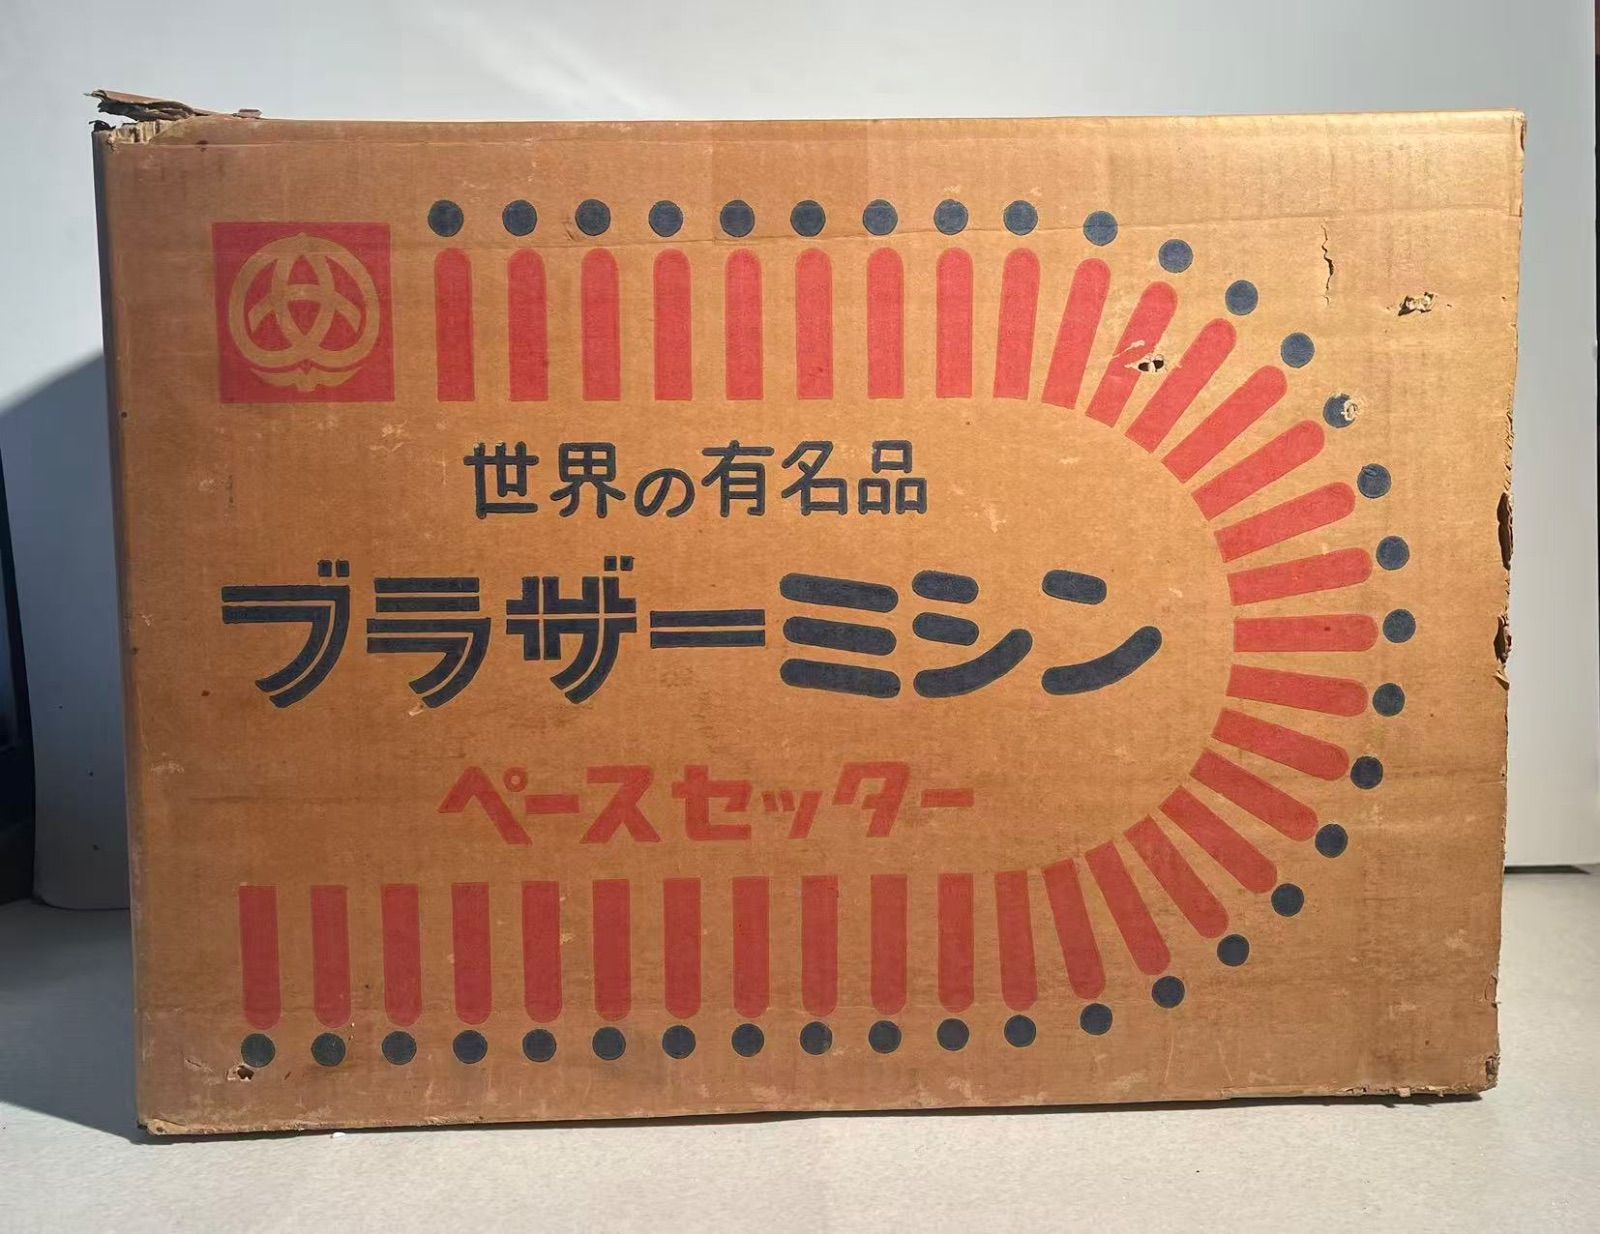 世界の有名品
ブラザーミシン
ペースセッター